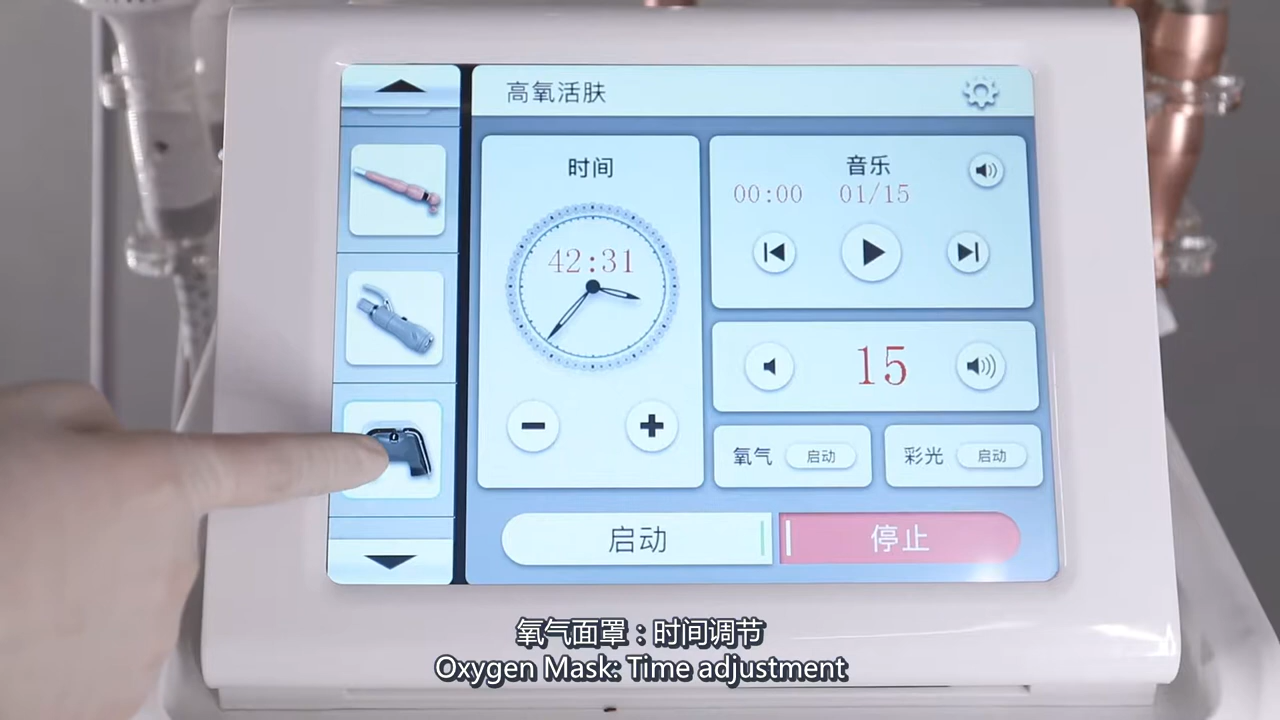 高氧活肤
时间
42:31
音乐
00:00 01/15
15
氧气 启动
彩光 启动
启动
停止
氧气面罩：时间调节
Oxygen Mask: Time adjustment